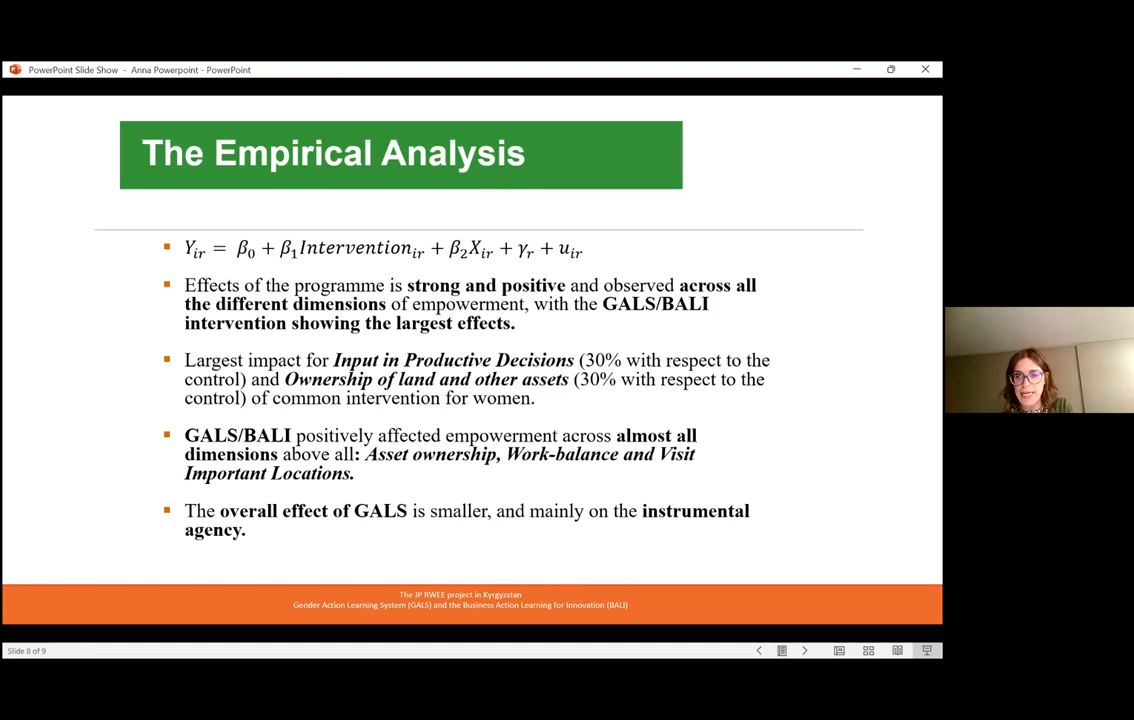 PowerPoint Slide Show - Anna Powerpoint - PowerPoint
The Empirical Analysis
Y_ir = β_0 + β_1Intervention_ir + β_2X_ir + γ_r + u_ir
Effects of the programme is strong and positive and observed across all
the different dimensions of empowerment, with the GALS/BALI
intervention showing the largest effects.
Largest impact for Input in Productive Decisions (30% with respect to the
control) and Ownership of land and other assets (30% with respect to the
control) of common intervention for women.
GALS/BALI positively affected empowerment across almost all
dimensions above all: Asset ownership, Work-balance and Visit
Important Locations.
The overall effect of GALS is smaller, and mainly on the instrumental
agency.
The JP RWEE project in Kyrgyzstan
Gender Action Learning System (GALS) and the Business Action Learning for Innovation (BALI)
Slide 8 of 9